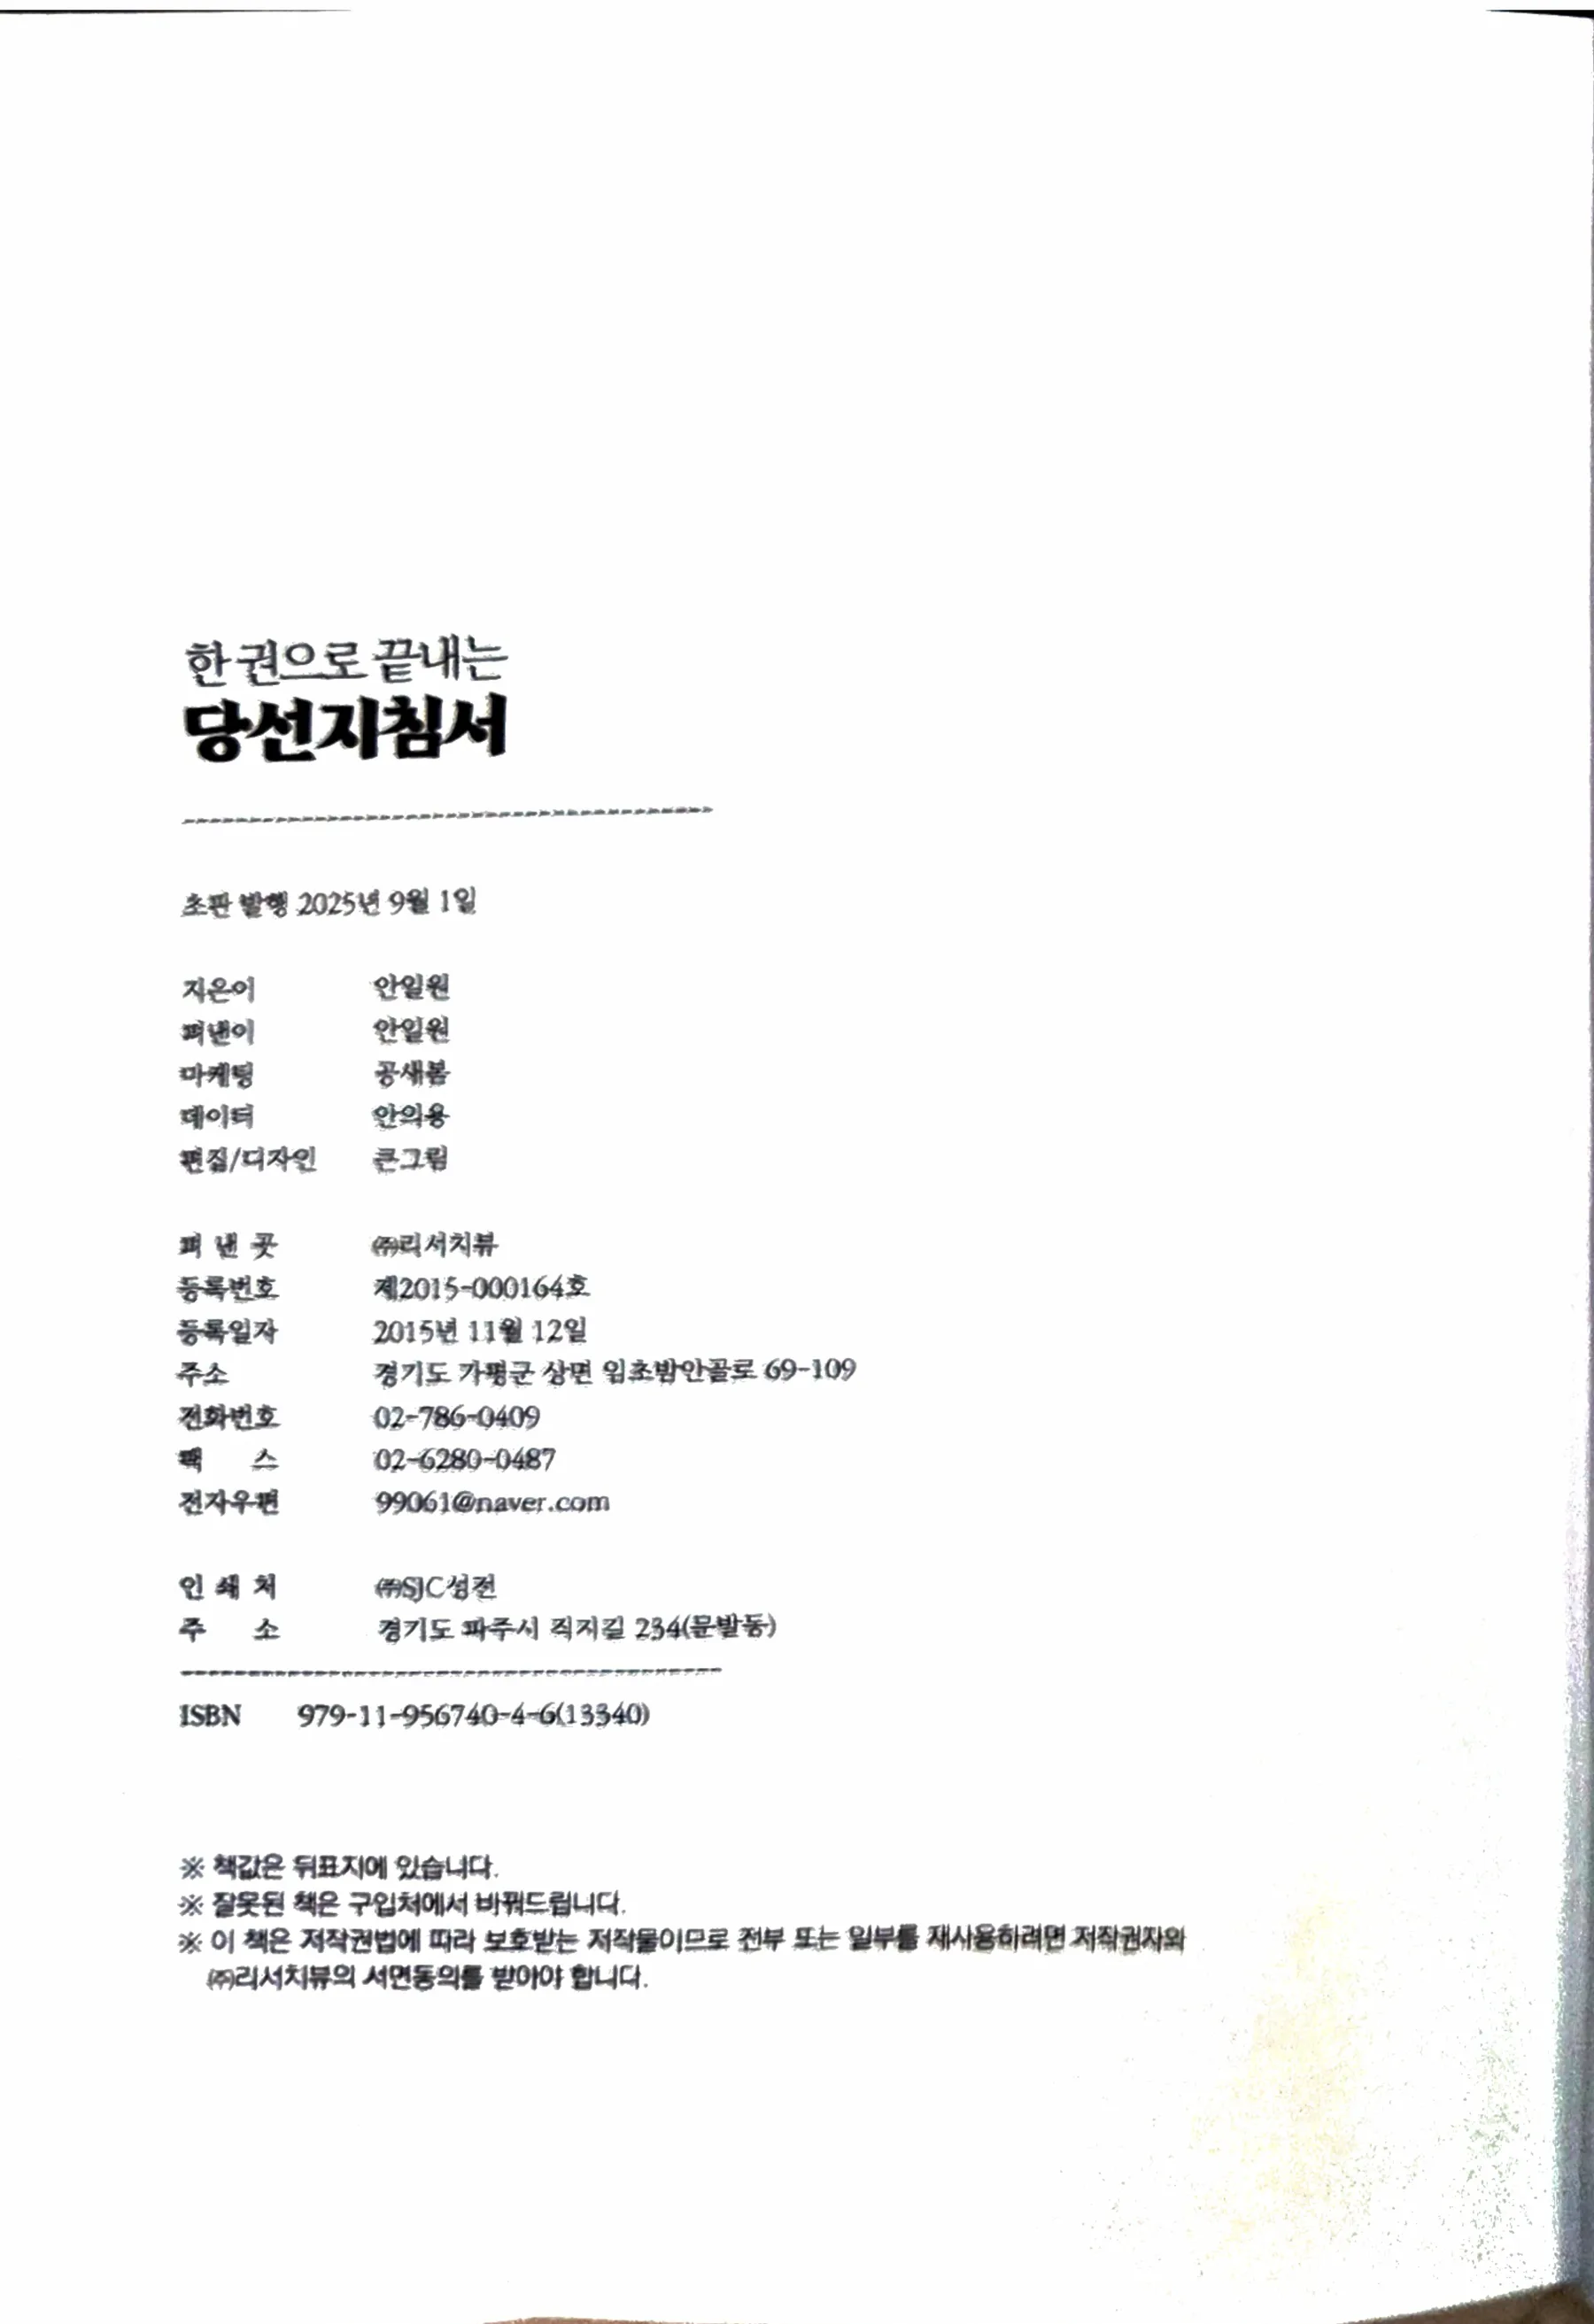 한 권으로 끝내는
당선지침서
초판 발행 2025년 9월 1일
지은이 안일원
펴낸이 안일원
마케팅 공새봄
데이터 안의용
편집/디자인 큰그림
펴 낸 곳 ㈜리서치뷰
등록번호 제2015-000164호
등록일자 2015년 11월 12일
주소 경기도 가평군 상면 임초밤안골로 69-109
전화번호 02-786-0409
팩 스 02-6280-0487
전자우편 99061@naver.com
인 쇄 처 ㈜SJC성전
주 소 경기도 파주시 직지길 234(문발동)
ISBN 979-11-956740-4-6(13340)
※ 책값은 뒤표지에 있습니다.
※ 잘못된 책은 구입처에서 바꿔드립니다.
※ 이 책은 저작권법에 따라 보호받는 저작물이므로 전부 또는 일부를 재사용하려면 저작권자와
㈜리서치뷰의 서면동의를 받아야 합니다.